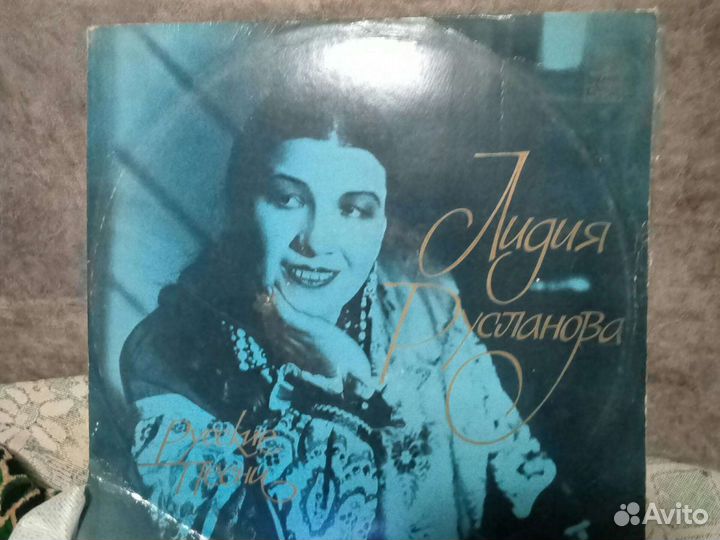 Лидия
Русланова
Русские
Песни
Avito